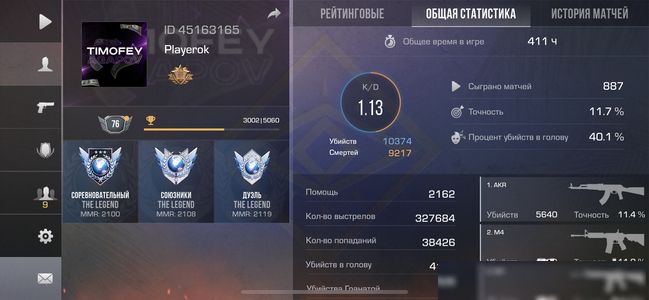 ID 45163165
Playerok
TIMOFEY
AGAPOV
76
3002|5060
СОРЕВНОВАТЕЛЬНЫЙ
THE LEGEND
MMR: 2100
СОЮЗНИКИ
THE LEGEND
MMR: 2108
ДУЭЛЬ
THE LEGEND
MMR: 2119
9
РЕЙТИНГОВЫЕ
ОБЩАЯ СТАТИСТИКА
ИСТОРИЯ МАТЧЕЙ
Общее время в игре 411 ч
K/D
1.13
Убийств 10374
Смертей 9217
Сыграно матчей 887
Точность 11.7 %
Процент убийств в голову 40.1 %
Помощь 2162
Кол-во выстрелов 327684
Кол-во попаданий 38426
Убийств в голову
Убийства Гранатой
1. AKR
Убийств 5640 Точность 11.4 %
2. M4